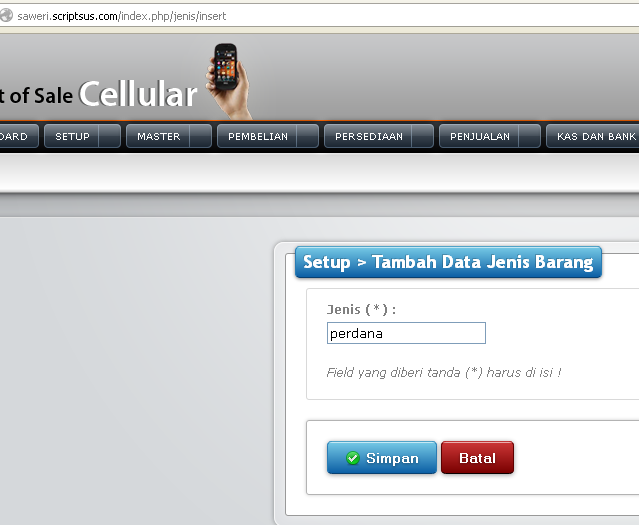 saweri.scriptsus.com/index.php/jenis/insert
t of Sale Cellular
OARD SETUP MASTER PEMBELIAN PERSEDIAAN PENJUALAN KAS DAN BANK
Setup > Tambah Data Jenis Barang
Jenis (*) :
perdana
Field yang diberi tanda (*) harus di isi !
Simpan Batal